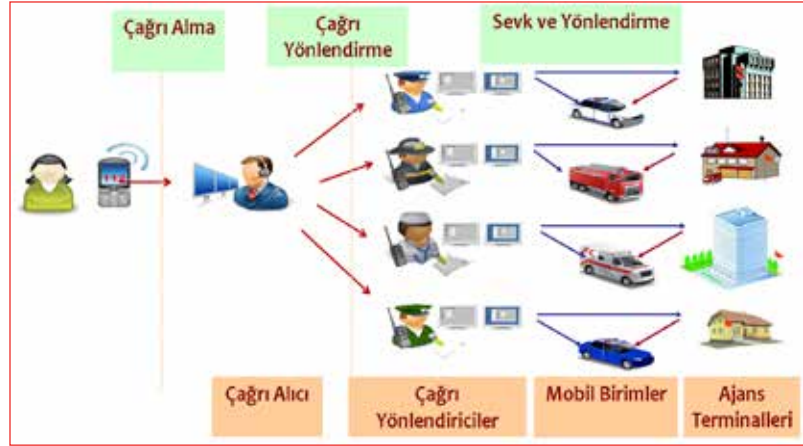 Çağrı Alma
Çağrı
Yönlendirme
Sevk ve Yönlendirme
Çağrı Alıcı
Çağrı
Yönlendiriciler
Mobil Birimler
Ajans
Terminalleri